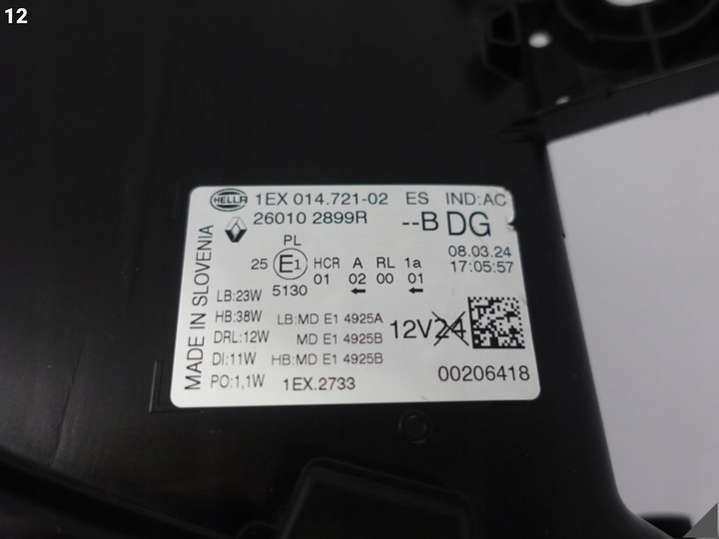 12
HELLA 1EX 014.721-02 ES IND:AC
26010 2899R --B DG
PL 08.03.24
25 E1 HCR A RL 1a 17:05:57
5130 01 02 00 01
MADE IN SLOVENIA
LB:23W
HB:38W LB:MD E1 4925A 12V24
DRL:12W MD E1 4925B
DI:11W HB:MD E1 4925B
PO:1,1W 1EX.2733 00206418